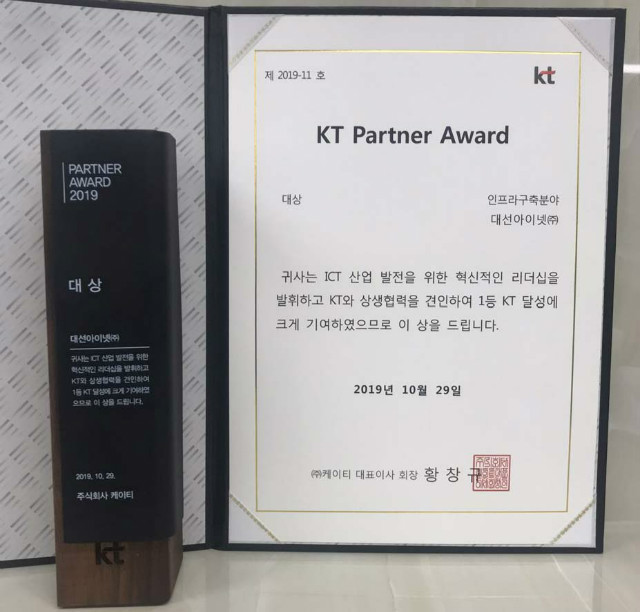 PARTNER
AWARD
2019
대상
대선아이넷㈜
귀사는 ICT 산업 발전을 위한
혁신적인 리더십을 발휘하고
KT와 상생협력을 견인하여
1등 KT 달성에 크게 기여하였
으므로 이 상을 드립니다.
2019. 10. 29.
주식회사 케이티
kt
제 2019-11 호
kt
KT Partner Award
대상 인프라구축분야
대선아이넷㈜
귀사는 ICT 산업 발전을 위한 혁신적인 리더십을
발휘하고 KT와 상생협력을 견인하여 1등 KT 달성에
크게 기여하였으므로 이 상을 드립니다.
2019년 10월 29일
㈜케이티 대표이사 회장 황창규